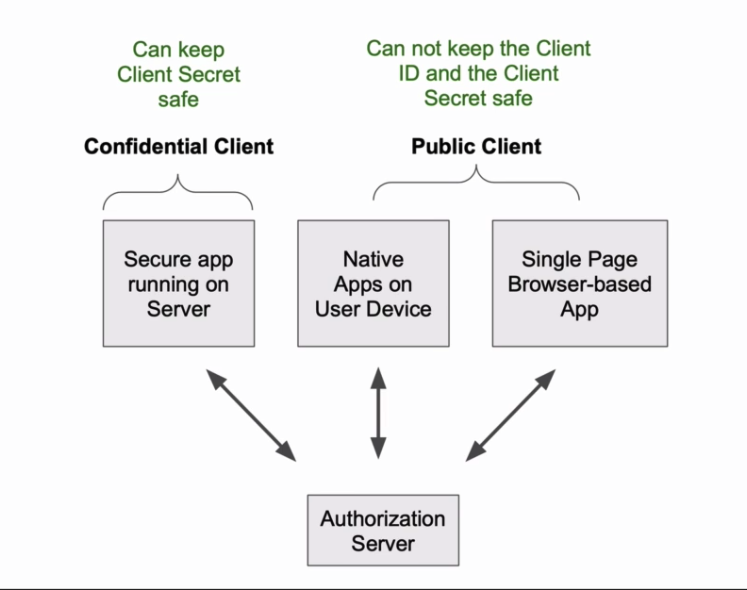 Can keep
Client Secret
safe
Can not keep the Client
ID and the Client
Secret safe
Confidential Client
Public Client
Secure app
running on
Server
Native
Apps on
User Device
Single Page
Browser-based
App
Authorization
Server